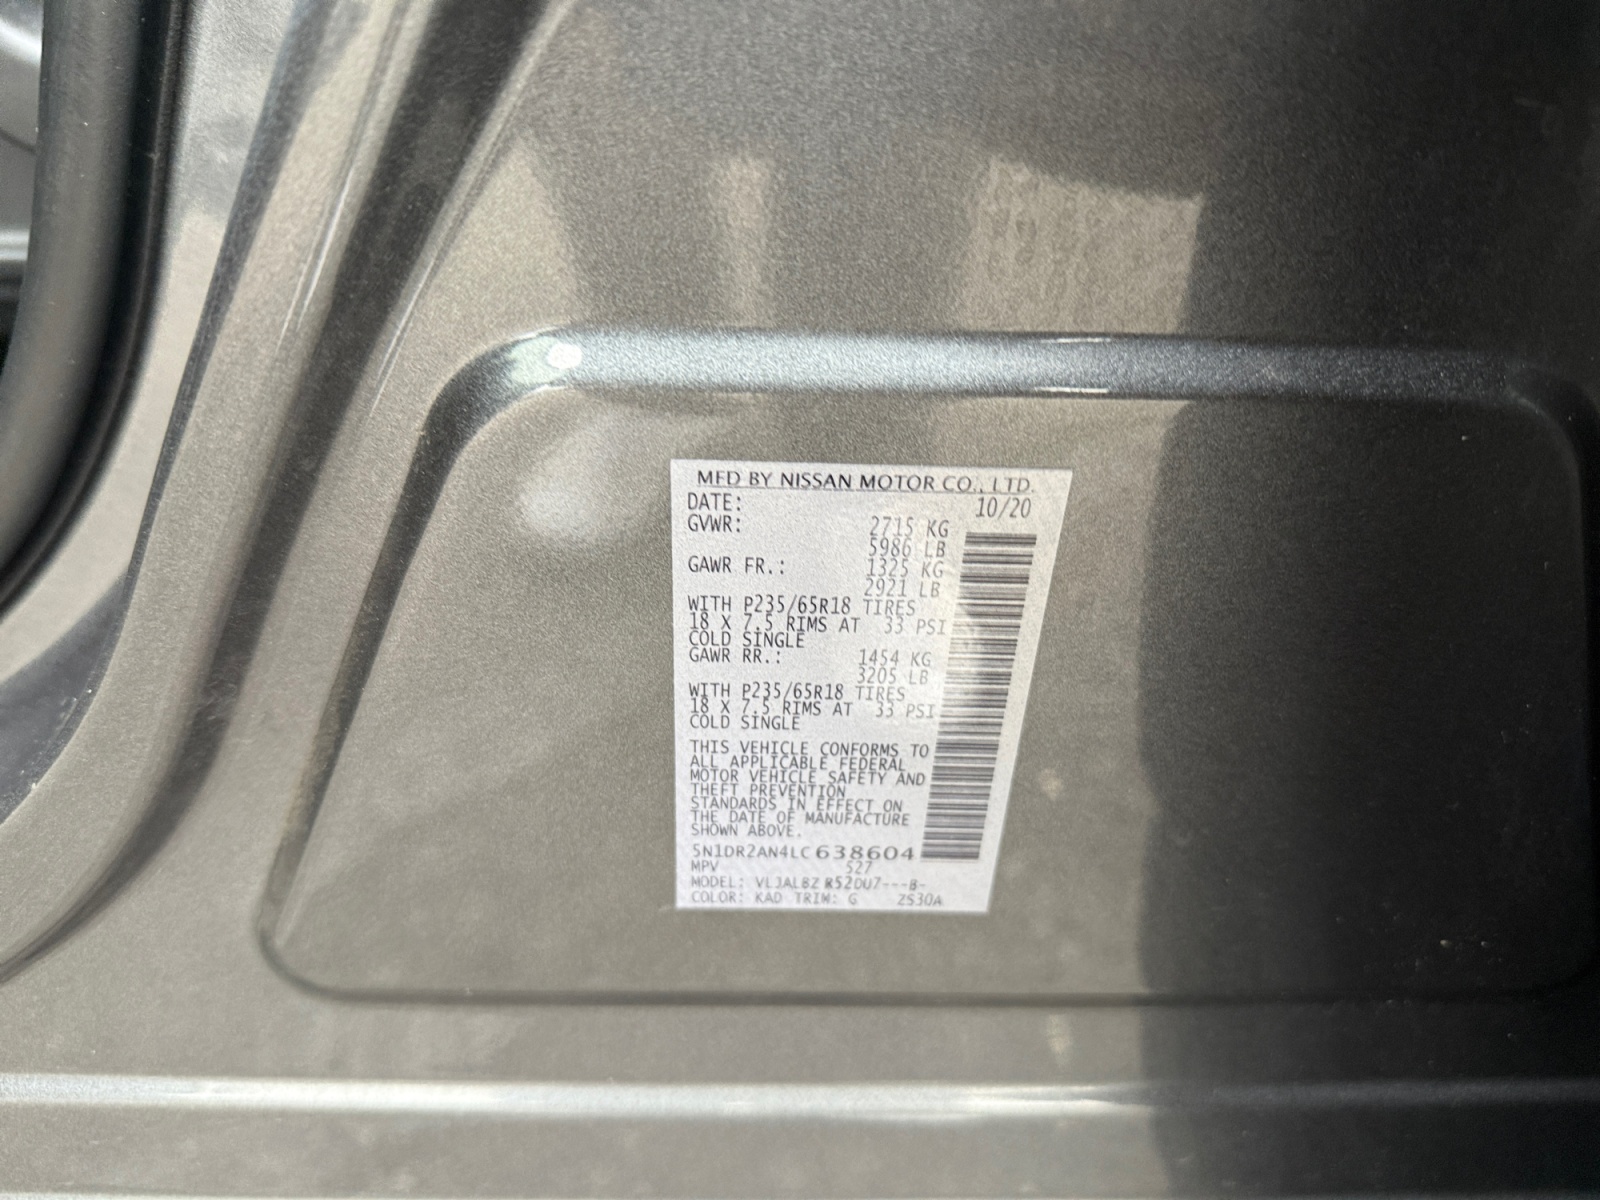 MFD BY NISSAN MOTOR CO., LTD.
DATE: 10/20
GVWR: 2715 KG
5986 LB
GAWR FR.: 1325 KG
2921 LB
WITH P235/65R18 TIRES
18 X 7.5 RIMS AT 33 PSI
COLD SINGLE
GAWR RR.: 1454 KG
3205 LB
WITH P235/65R18 TIRES
18 X 7.5 RIMS AT 33 PSI
COLD SINGLE
THIS VEHICLE CONFORMS TO
ALL APPLICABLE FEDERAL
MOTOR VEHICLE SAFETY AND
THEFT PREVENTION
STANDARDS IN EFFECT ON
THE DATE OF MANUFACTURE
SHOWN ABOVE.
5N1DR2AN4LC638604
MPV 527
MODEL:
COLOR: KAD TRIM: G ZS30A